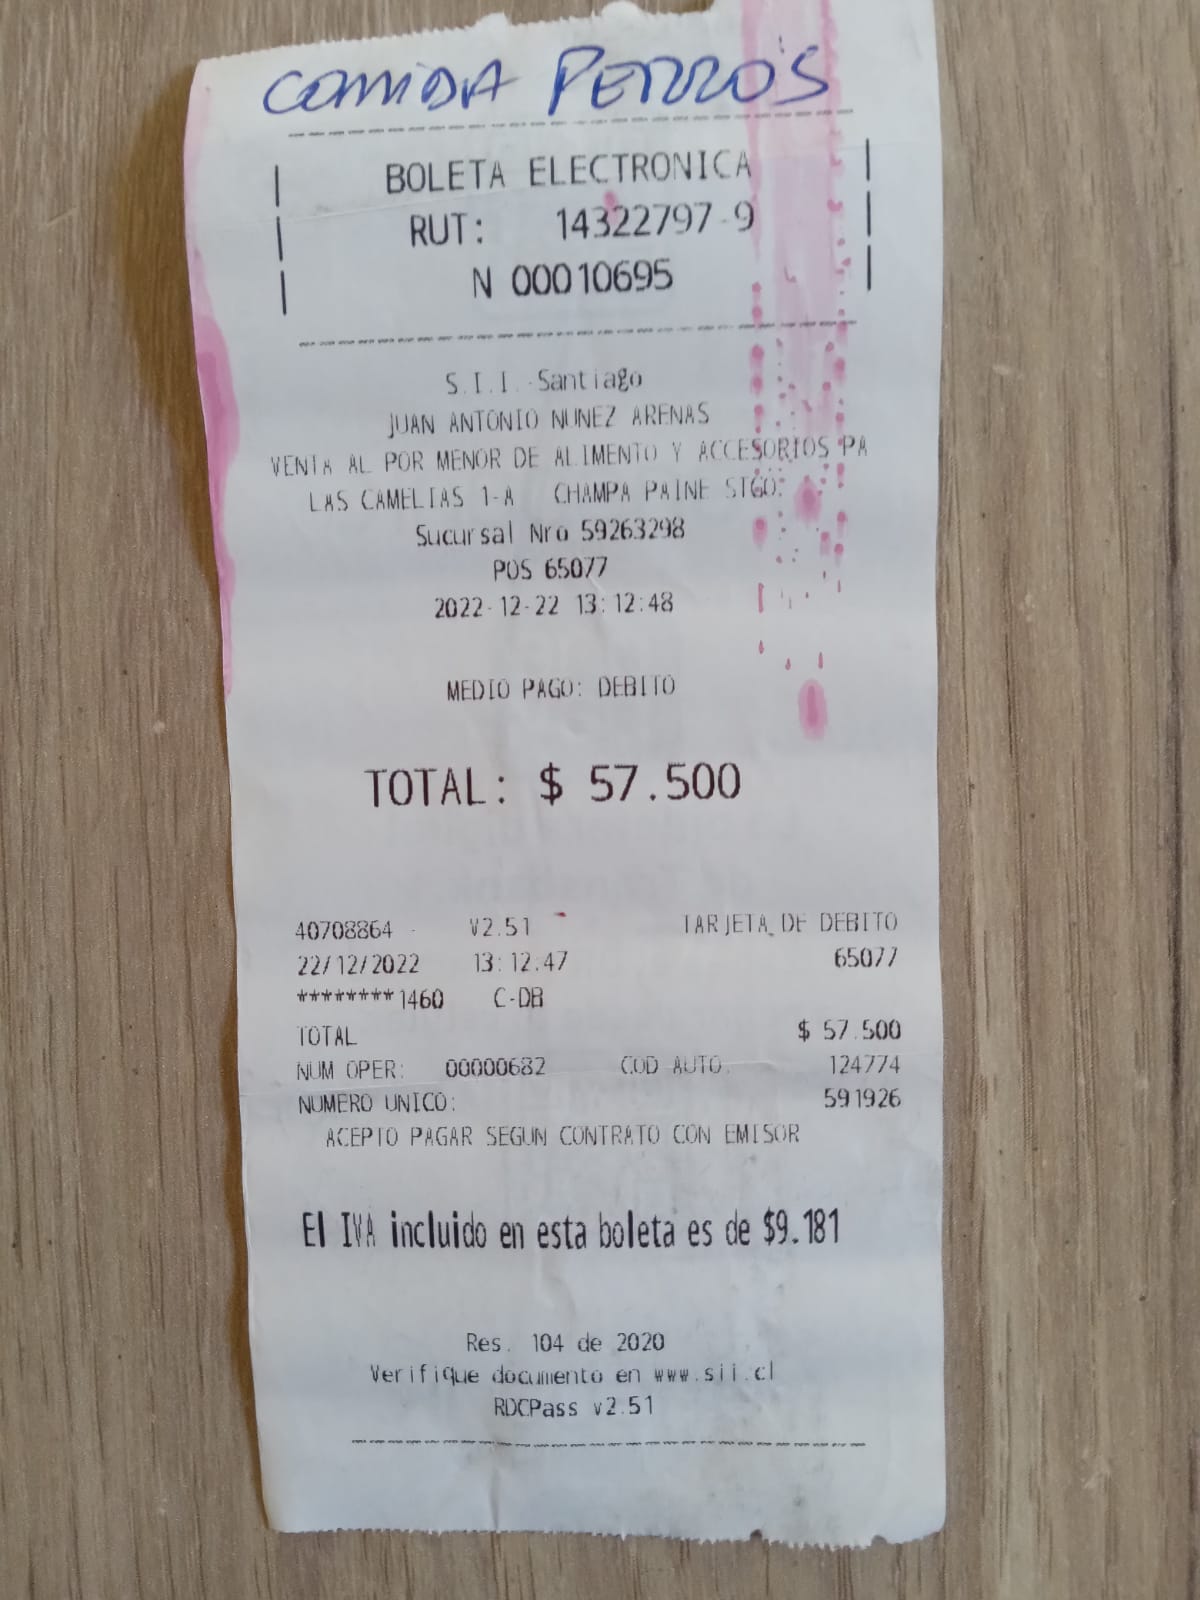 COMIDA PERROS
BOLETA ELECTRONICA
RUT: 14322797-9
N 00010695
S.I.I. Santiago
JUAN ANTONIO NUNEZ ARENAS
VENTA AL POR MENOR DE ALIMENTO Y ACCESORIOS PA
LAS CAMELIAS 1-A CHAMPA PAINE STGO.
Sucursal Nro 59263298
POS 65077
2022-12-22 13:12:48
MEDIO PAGO: DEBITO
TOTAL: $ 57.500
40708864 V2.51 TARJETA DE DEBITO
22/12/2022 13:12:47 65077
********1460 C-DB
TOTAL $ 57.500
NUM OPER: 00000682 COD AUTO. 124774
NUMERO UNICO: 591926
ACEPTO PAGAR SEGUN CONTRATO CON EMISOR
El IVA incluido en esta boleta es de $9.181
Res. 104 de 2020
Verifique documento en www.sii.cl
RDCPass v2.51